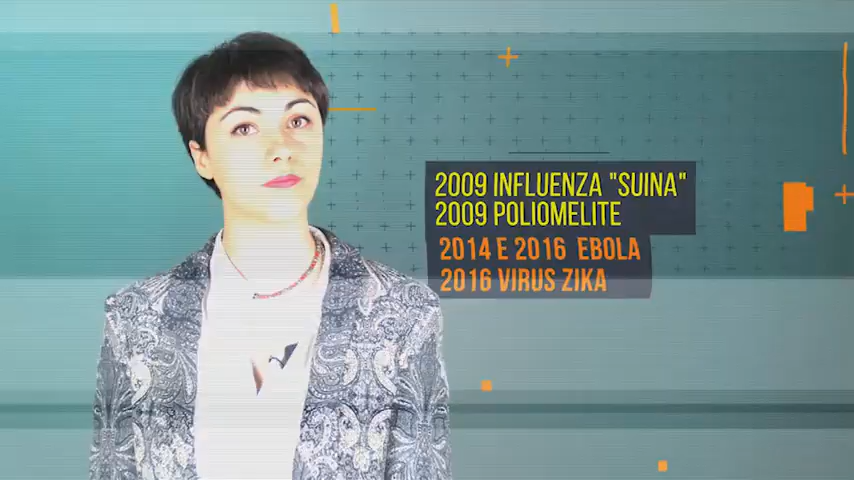 2009 INFLUENZA "SUINA"
2009 POLIOMELITE
2014 E 2016 EBOLA
2016 VIRUS ZIKA